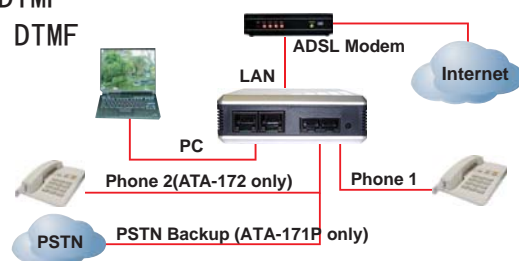 DTMF
DTMF
ADSL Modem
LAN
Internet
PC
Phone 2(ATA-172 only)
Phone 1
PSTN
PSTN Backup (ATA-171P only)